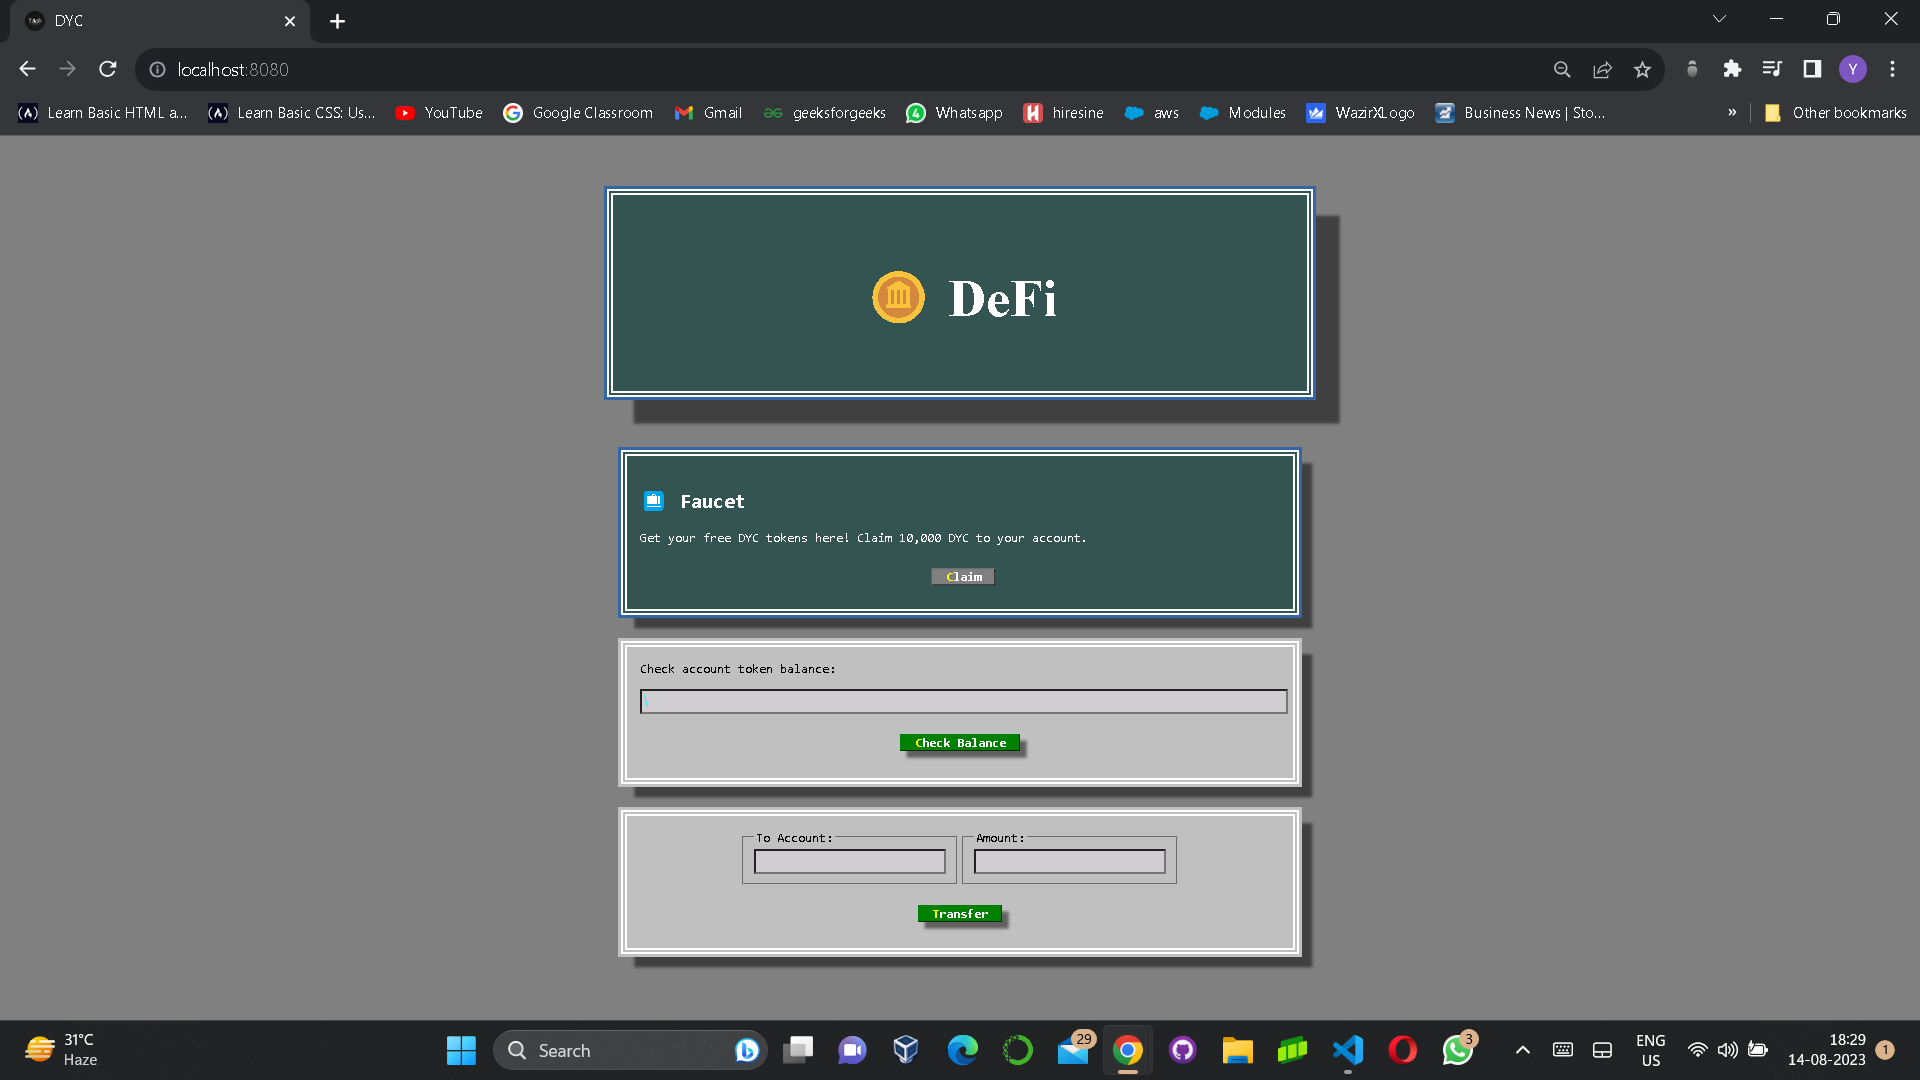 DYC
localhost:8080
Y
Learn Basic HTML a...
Learn Basic CSS: Us...
YouTube
Google Classroom
Gmail
geeksforgeeks
4
Whatsapp
hiresine
aws
Modules
WazirXLogo
Business News | Sto...
»
Other bookmarks
DeFi
Faucet
Get your free DYC tokens here! Claim 10,000 DYC to your account.
Claim
Check account token balance:
\
Check Balance
To Account:
Amount:
Transfer
31°C
Haze
Search
29
3
ENG
US
18:29
14-08-2023
1